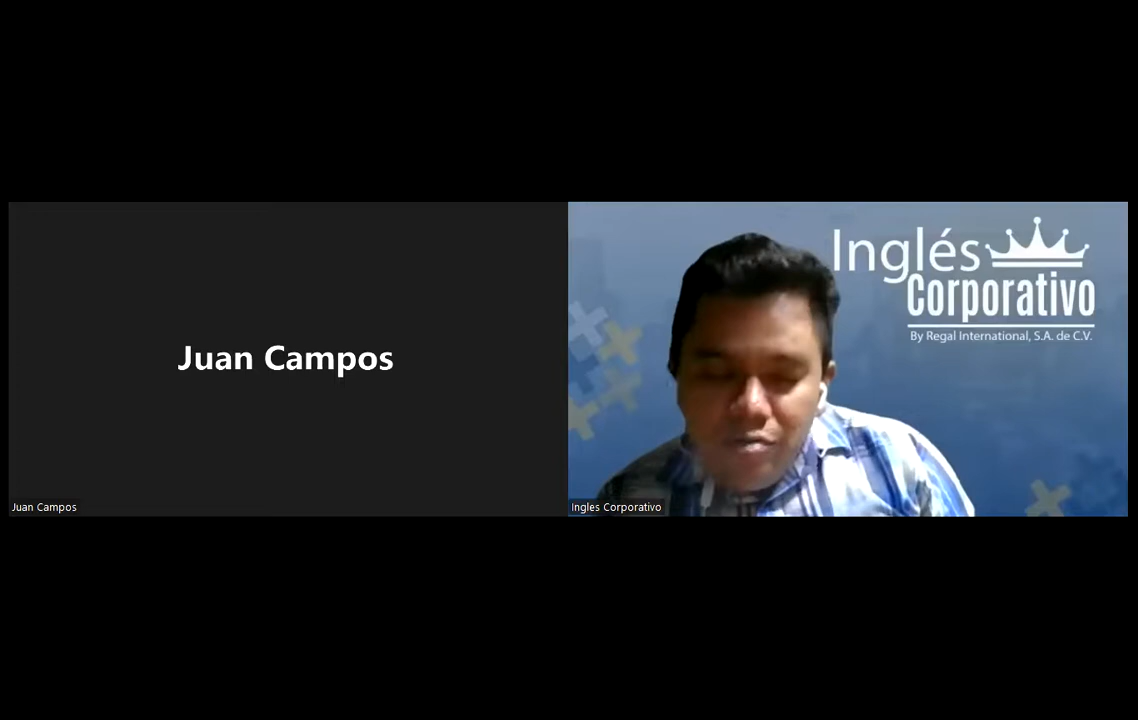 Juan Campos
Juan Campos
Inglés
Corporativo
By Regal International, S.A. de C.V.
Ingles Corporativo